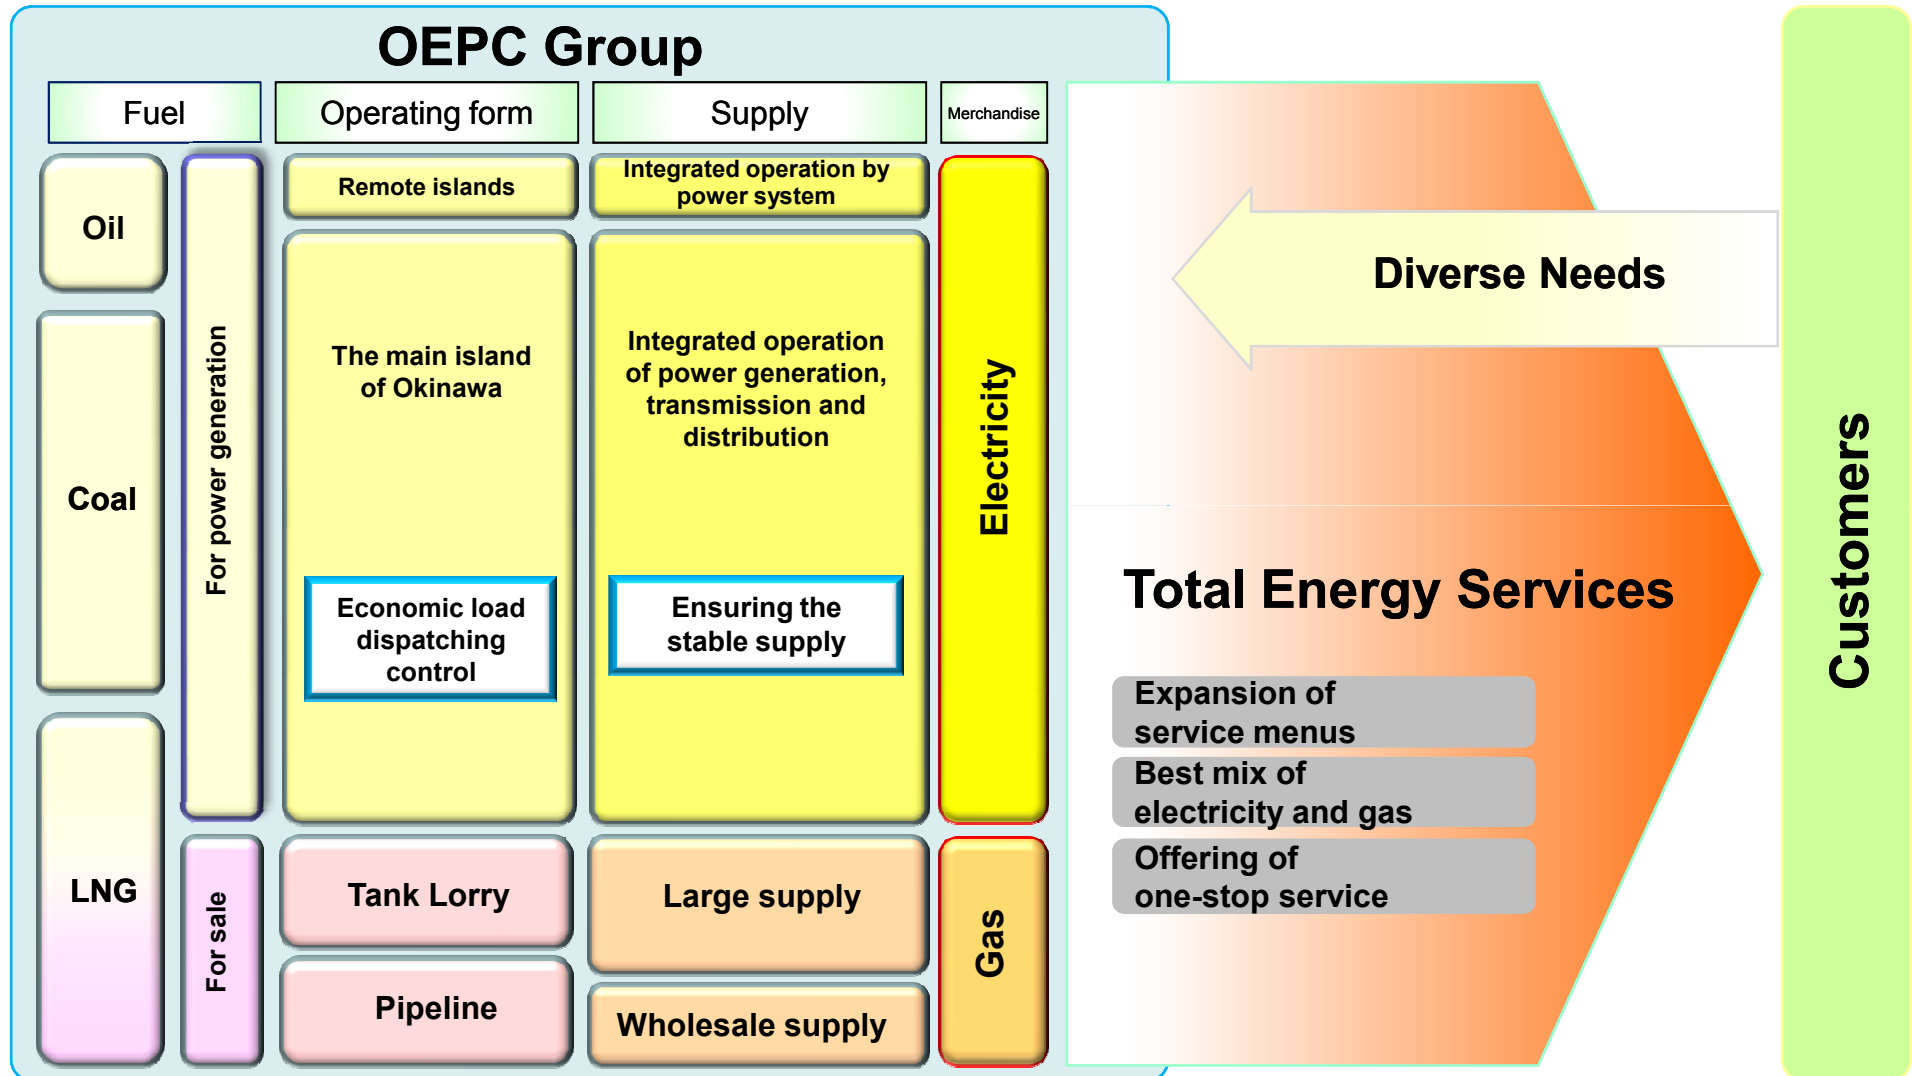 OEPC Group
Fuel
Operating form
Supply
Merchandise
Oil
Coal
LNG
For power generation
For sale
Remote islands
The main island
of Okinawa
Economic load
dispatching
control
Tank Lorry
Pipeline
Integrated operation by
power system
Integrated operation
of power generation,
transmission and
distribution
Ensuring the
stable supply
Large supply
Wholesale supply
Electricity
Gas
Diverse Needs
Total Energy Services
Expansion of
service menus
Best mix of
electricity and gas
Offering of
one-stop service
Customers